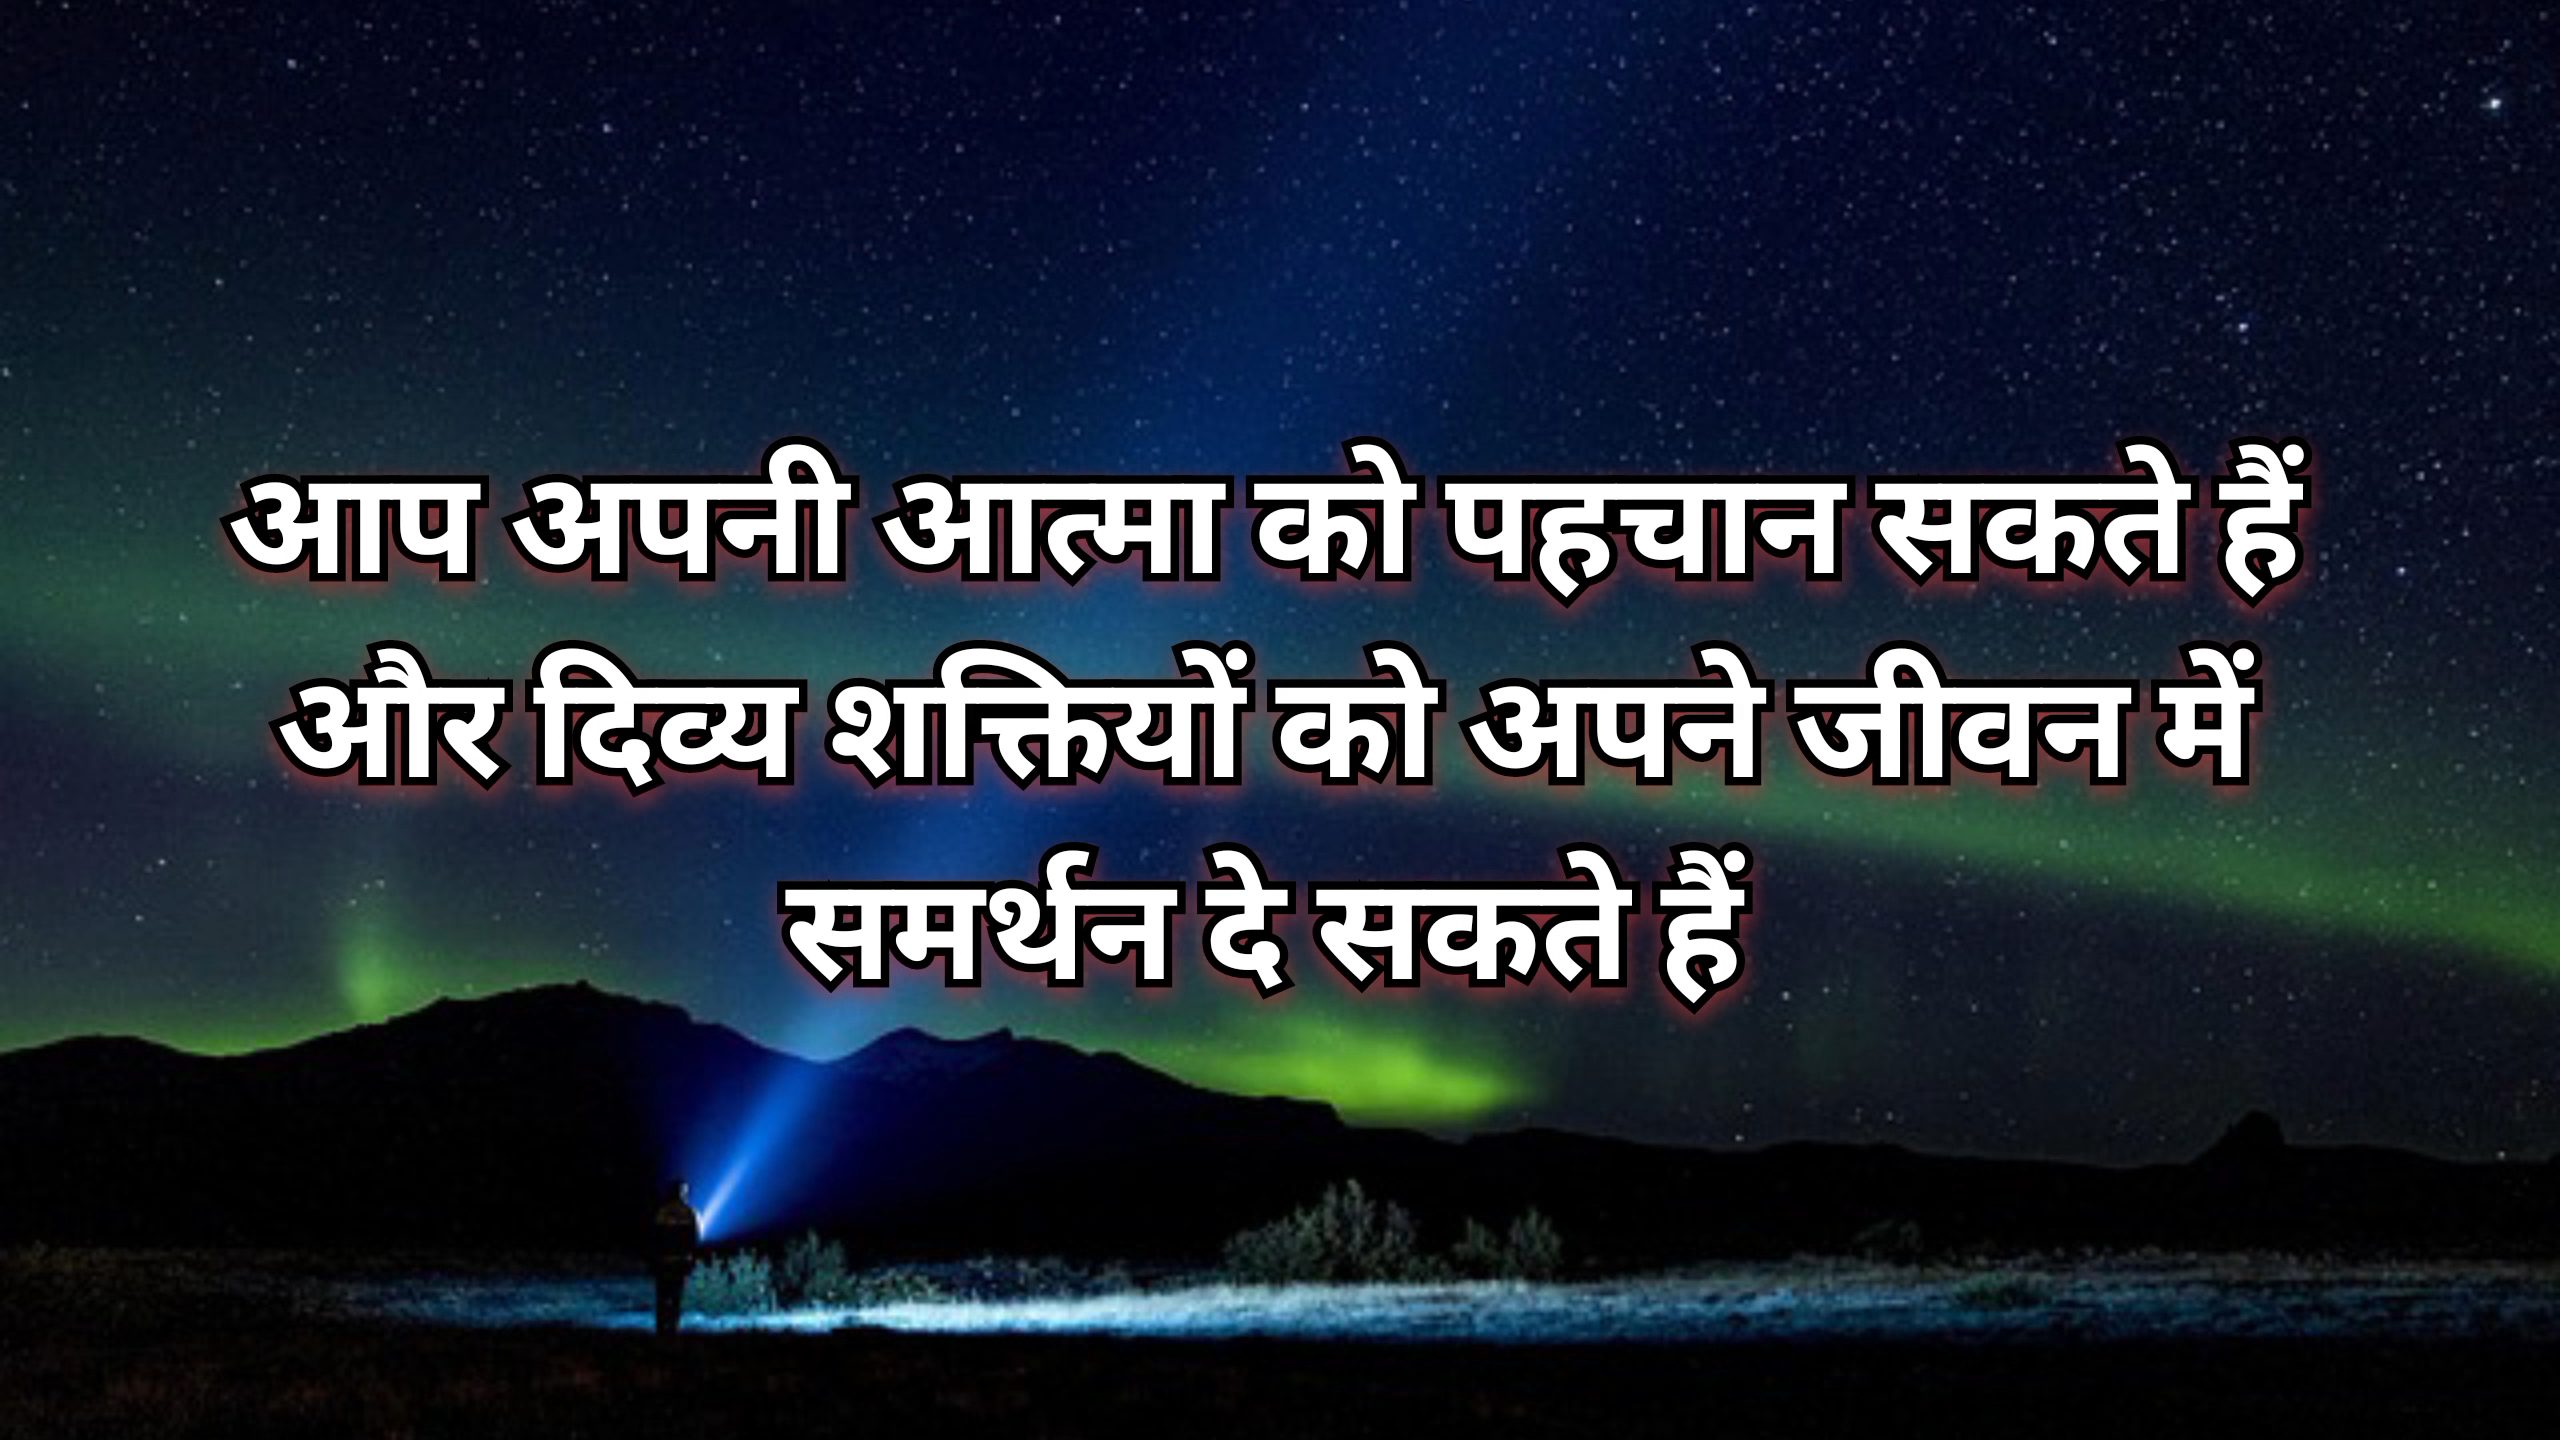 आप अपनी आत्मा को पहचान सकते हैं
और दिव्य शक्तियों को अपने जीवन में
समर्थन दे सकते हैं